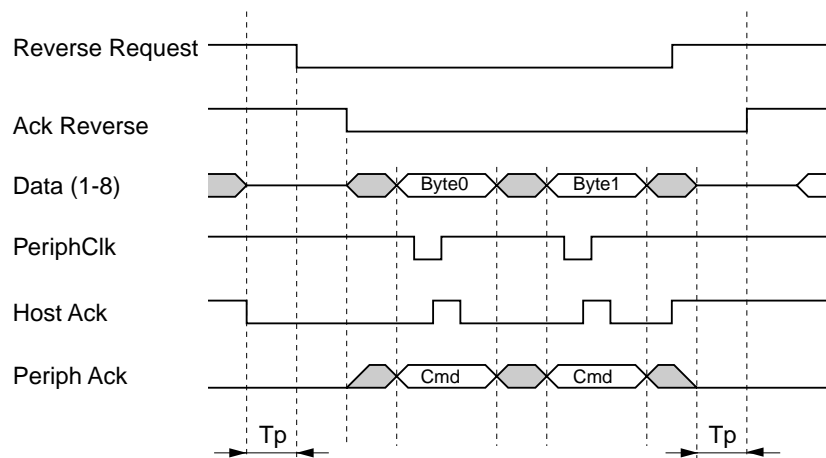 Reverse Request
Ack Reverse
Data (1-8)
Byte0
Byte1
PeriphClk
Host Ack
Periph Ack
Cmd
Cmd
Tp
Tp